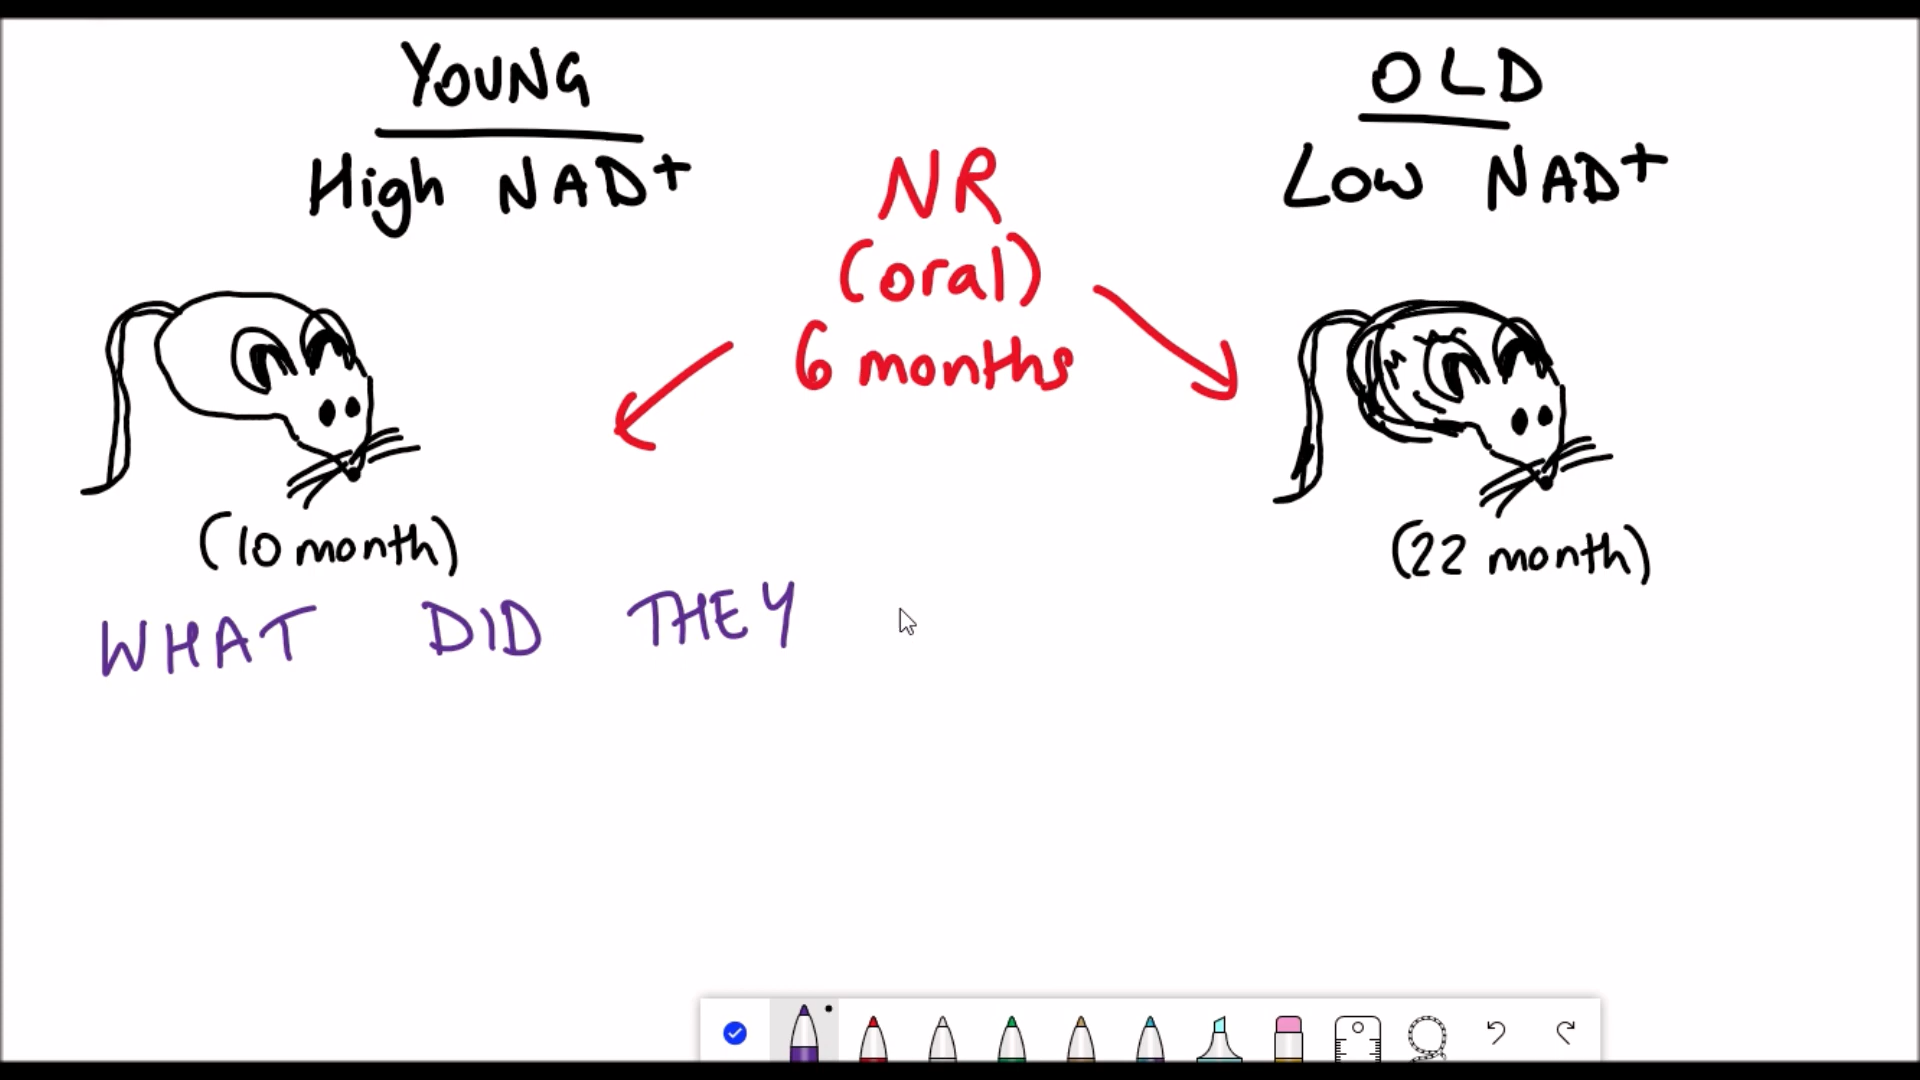 YOUNG
High NAD+
OLD
Low NAD+
NR
(oral)
6 months
(10 month)
(22 month)
WHAT DID THEY